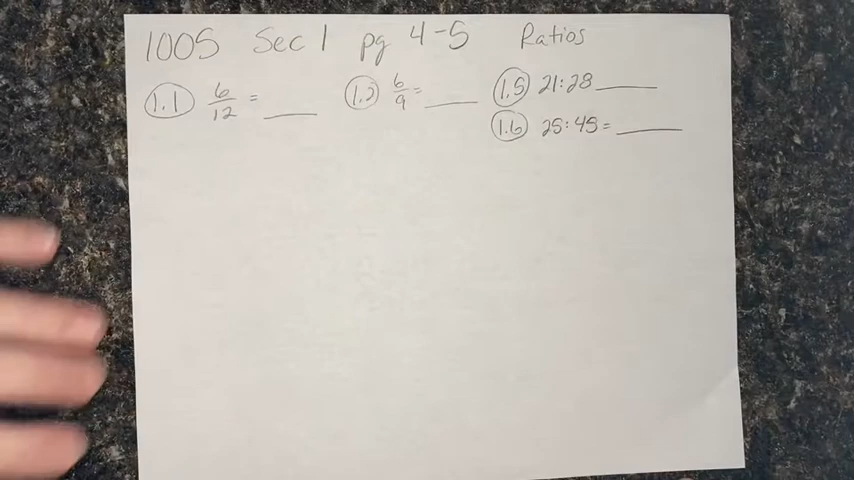 1005 Sec 1 pg 4-5 Ratios
1.1 6/12 = ____
1.2 6/9 = ____
1.5 21:28 ____
1.6 25:45 = ____